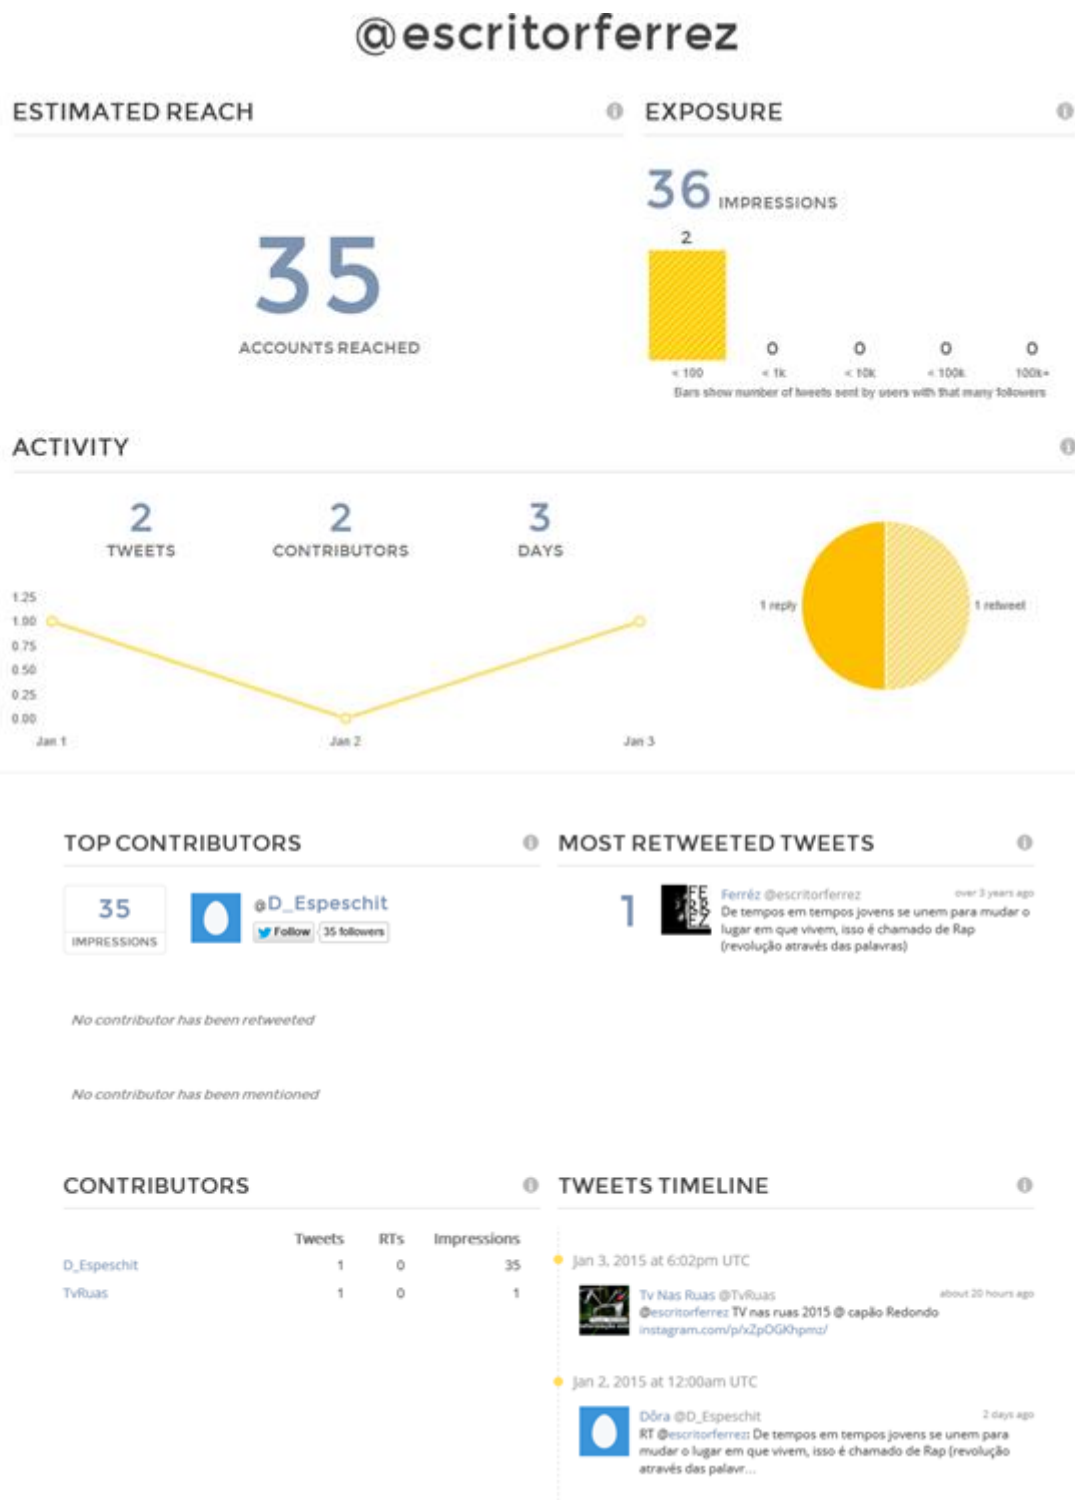 @escritorferrez
ESTIMATED REACH
35
ACCOUNTS REACHED
EXPOSURE
36 IMPRESSIONS
2
0
0
0
0
< 100
< 1k
< 10k
< 100k
100k+
Bars show number of tweets sent by users with that many followers
ACTIVITY
2
TWEETS
2
CONTRIBUTORS
3
DAYS
1.25
1.00
0.75
0.50
0.25
0.00
Jan 1
Jan 2
Jan 3
1 reply
1 retweet
TOP CONTRIBUTORS
35
IMPRESSIONS
@D_Espeschit
Follow
35 followers
No contributor has been retweeted
No contributor has been mentioned
MOST RETWEETED TWEETS
1
Ferréz @escritorferrez
over 3 years ago
De tempos em tempos jovens se unem para mudar o
lugar em que vivem, isso é chamado de Rap
(revolução através das palavras)
CONTRIBUTORS
Tweets RTs Impressions
D_Espeschit 1 0 35
TvRuas 1 0 1
TWEETS TIMELINE
Jan 3, 2015 at 6:02pm UTC
Tv Nas Ruas @TvRuas
about 20 hours ago
@escritorferrez TV nas ruas 2015 @ capão Redondo
instagram.com/p/xZpOGKhpmz/
Jan 2, 2015 at 12:00am UTC
Dôra @D_Espeschit
2 days ago
RT @escritorferrez: De tempos em tempos jovens se unem para
mudar o lugar em que vivem, isso é chamado de Rap (revolução
através das palavr...